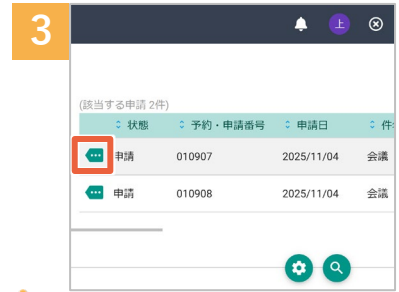 3
上
(該当する申請 2件)
状態 予約・申請番号 申請日 件
申請 010907 2025/11/04 会議
申請 010908 2025/11/04 会議